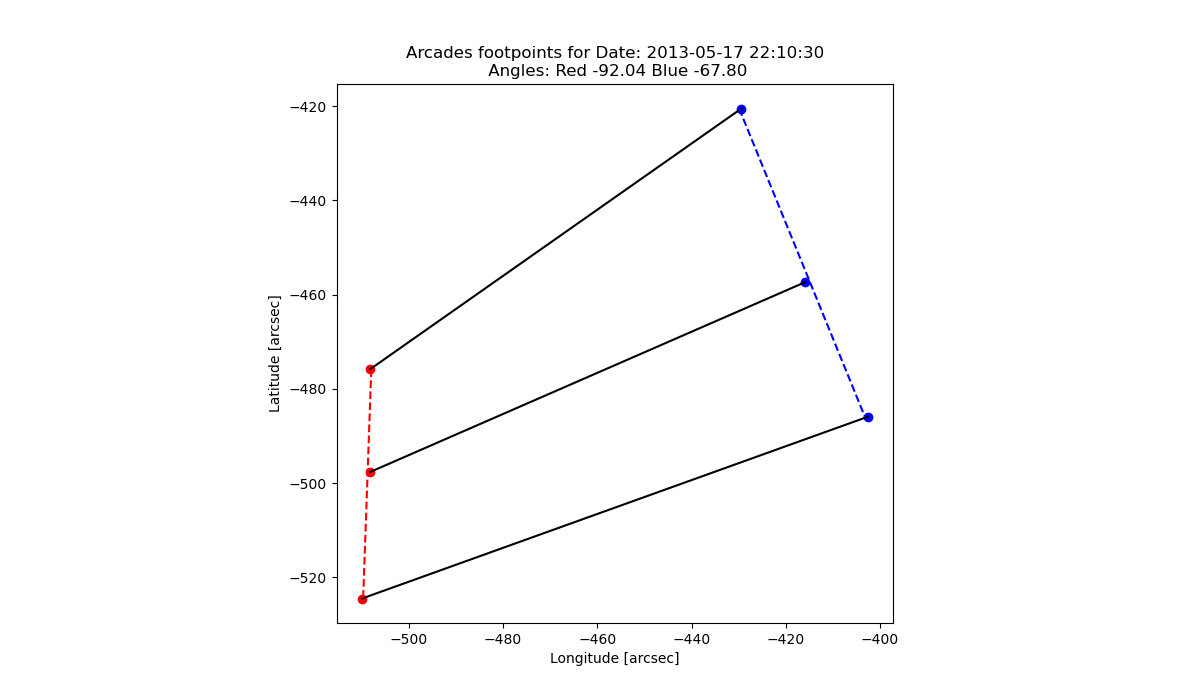 Arcades footpoints for Date: 2013-05-17 22:10:30
Angles: Red -92.04 Blue -67.80
−420
−440
−460
−480
−500
−520
Latitude [arcsec]
−500 −480 −460 −440 −420 −400
Longitude [arcsec]